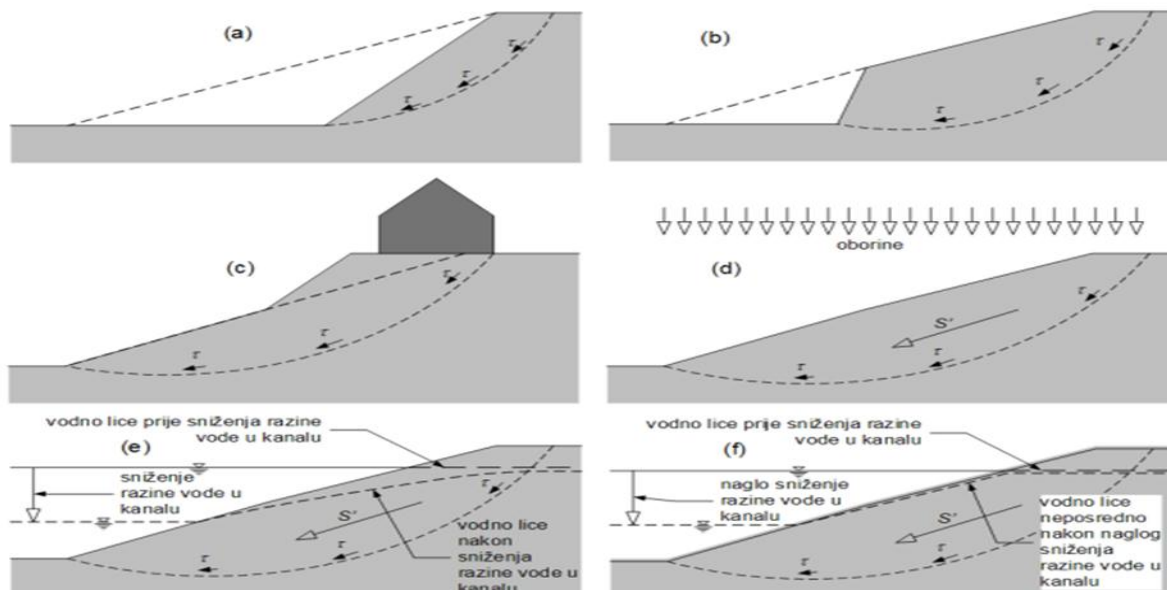 (a)
τ
τ
τ
(b)
τ
τ
τ
(c)
τ
τ
τ
oborine
(d)
τ
S'
τ
τ
vodno lice prije sniženja razine
vode u kanalu
(e)
sniženje
razine vode u
kanalu
τ
S'
τ
τ
vodno lice
nakon
sniženja
razine vode u
kanalu
vodno lice prije sniženja razine
vode u kanalu
(f)
naglo sniženje
razine vode u
kanalu
τ
S'
τ
τ
vodno lice
neposredno
nakon naglog
sniženja
razine vode u
kanalu